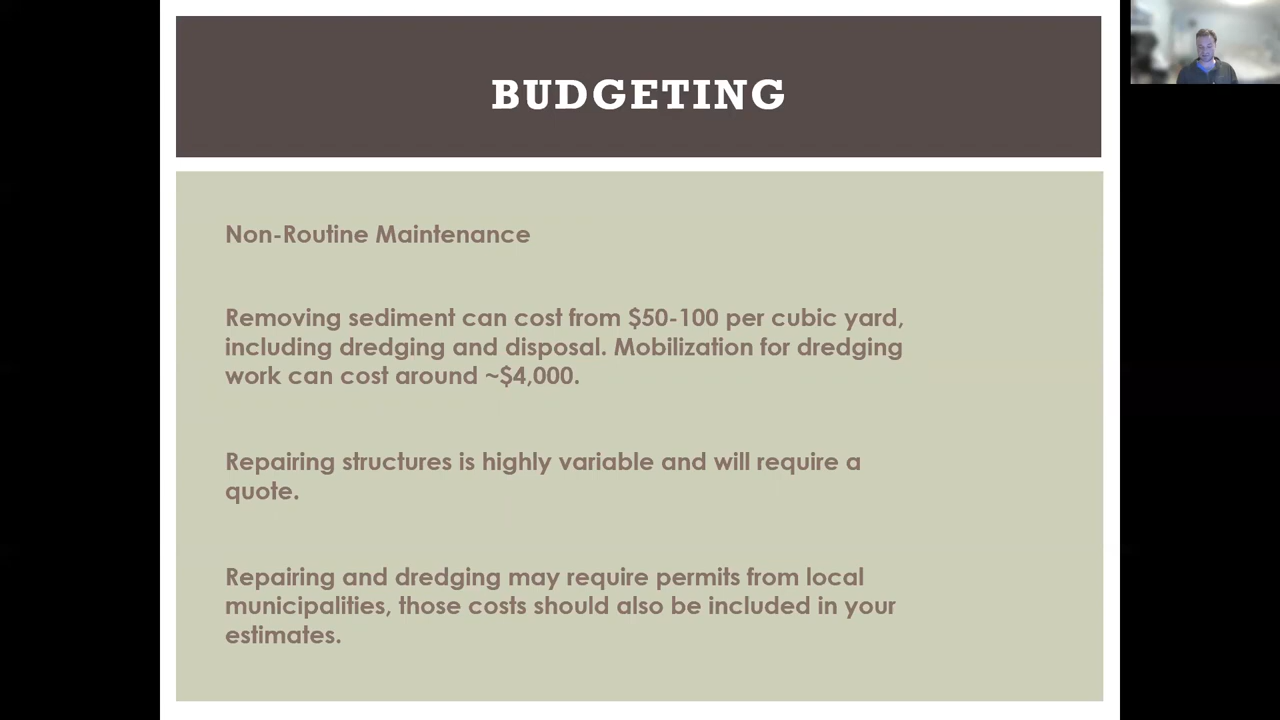 BUDGETING
Non-Routine Maintenance
Removing sediment can cost from $50-100 per cubic yard,
including dredging and disposal. Mobilization for dredging
work can cost around ~$4,000.
Repairing structures is highly variable and will require a
quote.
Repairing and dredging may require permits from local
municipalities, those costs should also be included in your
estimates.